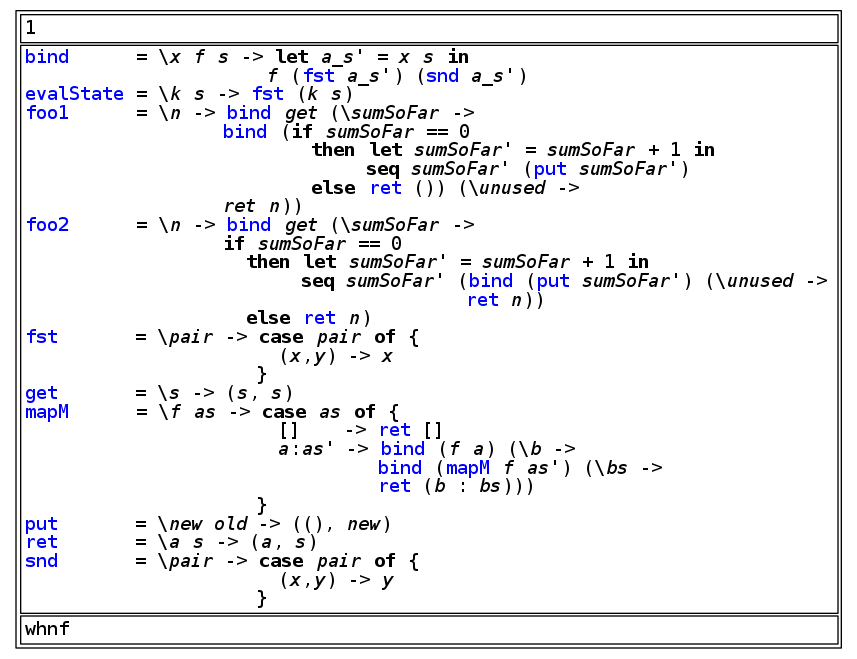 1
bind      = \x f s -> let a_s' = x s in
                      f (fst a_s') (snd a_s')
evalState = \k s -> fst (k s)
foo1      = \n -> bind get (\sumSoFar ->
                  bind (if sumSoFar == 0
                          then let sumSoFar' = sumSoFar + 1 in
                               seq sumSoFar' (put sumSoFar')
                          else ret ()) (\unused ->
                  ret n))
foo2      = \n -> bind get (\sumSoFar ->
                  if sumSoFar == 0
                    then let sumSoFar' = sumSoFar + 1 in
                         seq sumSoFar' (bind (put sumSoFar') (\unused ->
                                        ret n))
                    else ret n)
fst       = \pair -> case pair of {
                       (x,y) -> x
                     }
get       = \s -> (s, s)
mapM      = \f as -> case as of {
                       []    -> ret []
                       a:as' -> bind (f a) (\b ->
                                bind (mapM f as') (\bs ->
                                ret (b : bs)))
                     }
put       = \new old -> ((), new)
ret       = \a s -> (a, s)
snd       = \pair -> case pair of {
                       (x,y) -> y
                     }
whnf